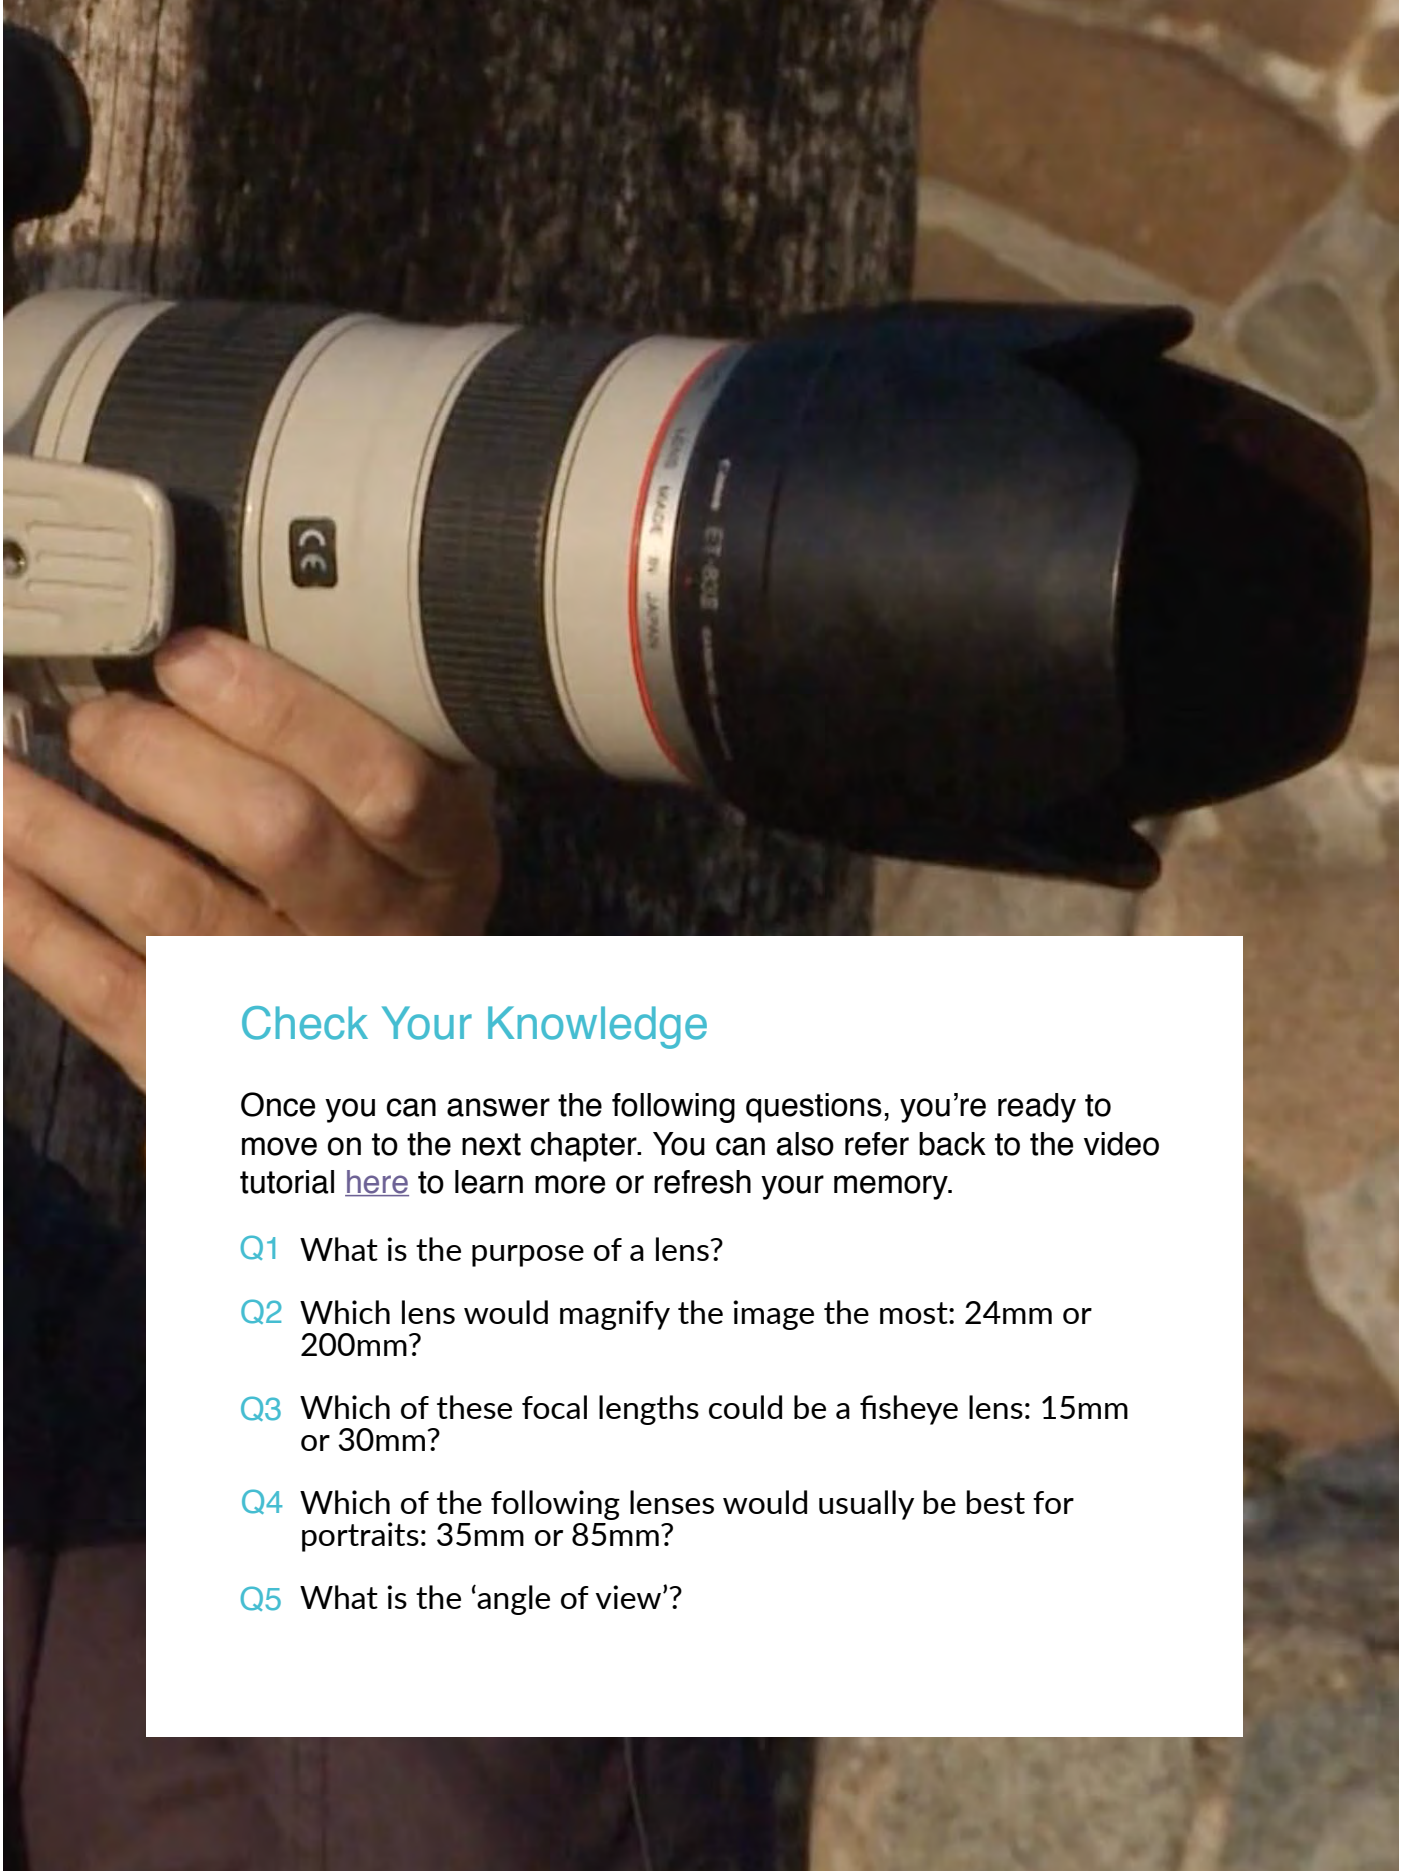 CE
LENS MADE IN JAPAN
Canon ET-83E
Check Your Knowledge
Once you can answer the following questions, you’re ready to
move on to the next chapter. You can also refer back to the video
tutorial here to learn more or refresh your memory.
Q1 What is the purpose of a lens?
Q2 Which lens would magnify the image the most: 24mm or
200mm?
Q3 Which of these focal lengths could be a fisheye lens: 15mm
or 30mm?
Q4 Which of the following lenses would usually be best for
portraits: 35mm or 85mm?
Q5 What is the ‘angle of view’?